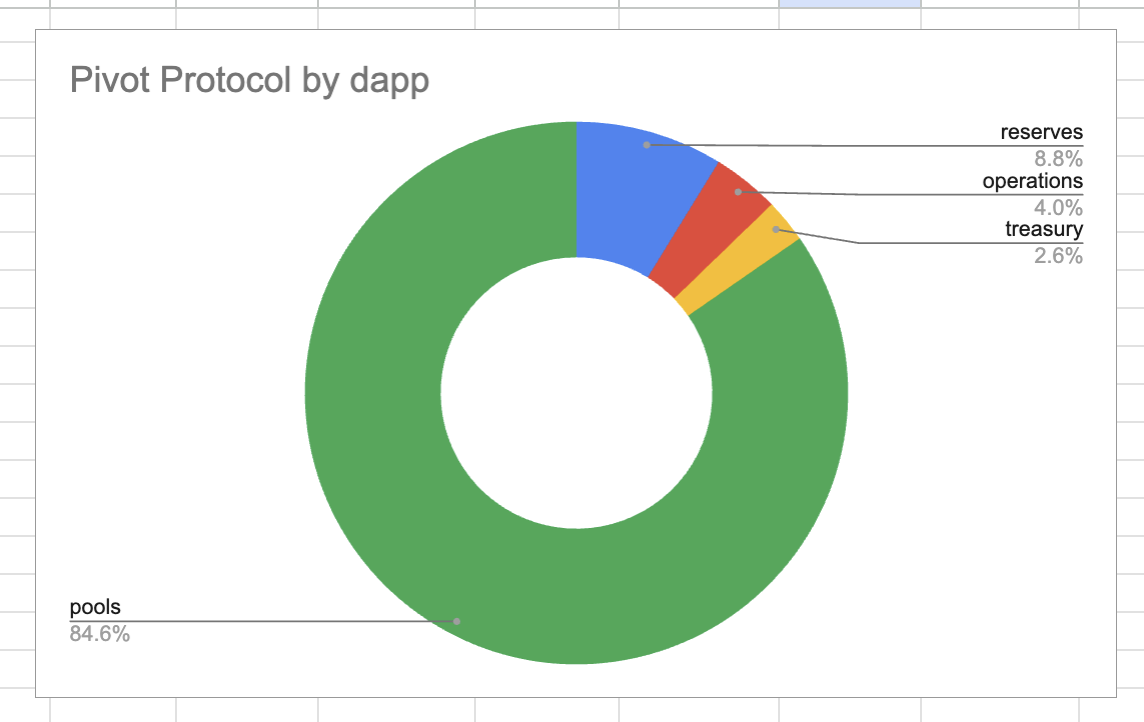 Pivot Protocol by dapp
reserves
8.8%
operations
4.0%
treasury
2.6%
pools
84.6%